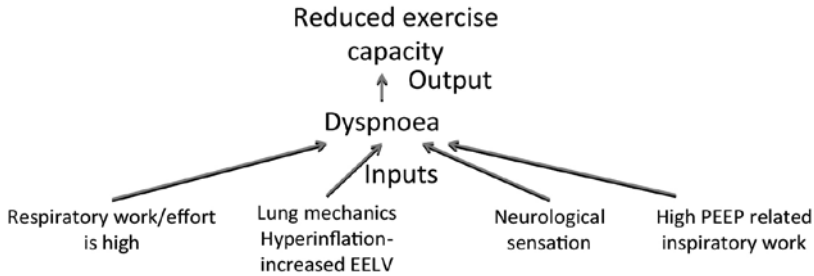 Reduced exercise
capacity
Output
Dyspnoea
Inputs
Respiratory work/effort
is high
Lung mechanics
Hyperinflation-
increased EELV
Neurological
sensation
High PEEP related
inspiratory work